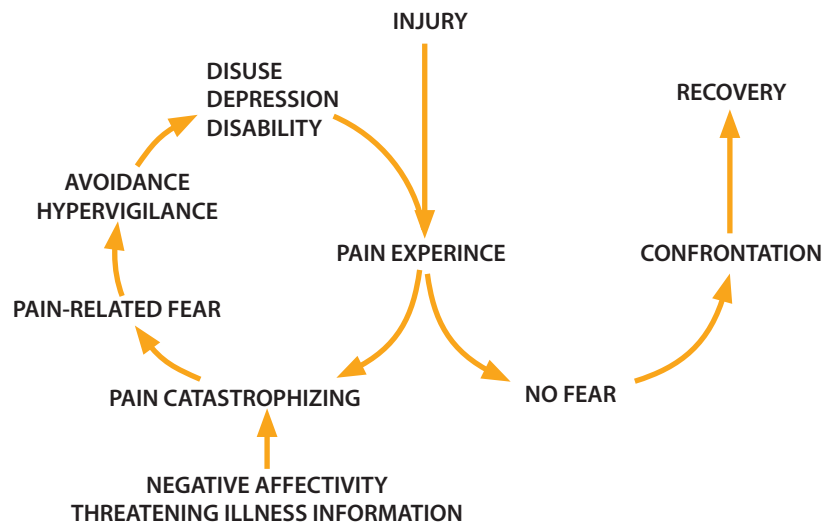 INJURY
DISUSE
DEPRESSION
DISABILITY
RECOVERY
AVOIDANCE
HYPERVIGILANCE
PAIN EXPERINCE
CONFRONTATION
PAIN-RELATED FEAR
PAIN CATASTROPHIZING
NO FEAR
NEGATIVE AFFECTIVITY
THREATENING ILLNESS INFORMATION